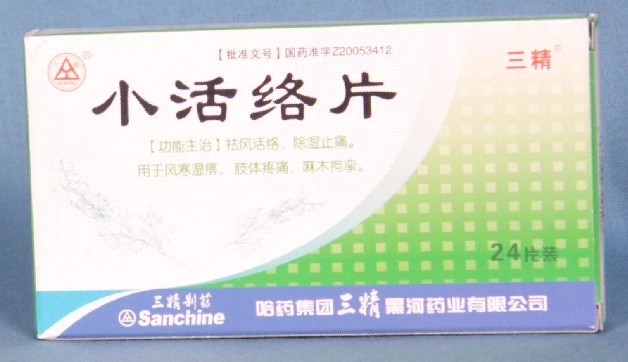 【批准文号】国药准字Z20053412
三精®
小活络片
【功能主治】祛风活络、除湿止痛。
用于风寒湿痹、肢体疼痛、麻木拘挛。
24片装
三精制药
Sanchine
哈药集团三精黑河药业有限公司